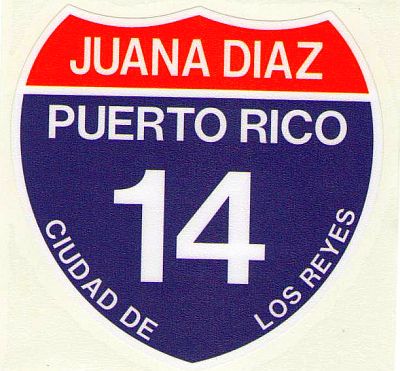 JUANA DIAZ
PUERTO RICO
14
CIUDAD DE LOS REYES